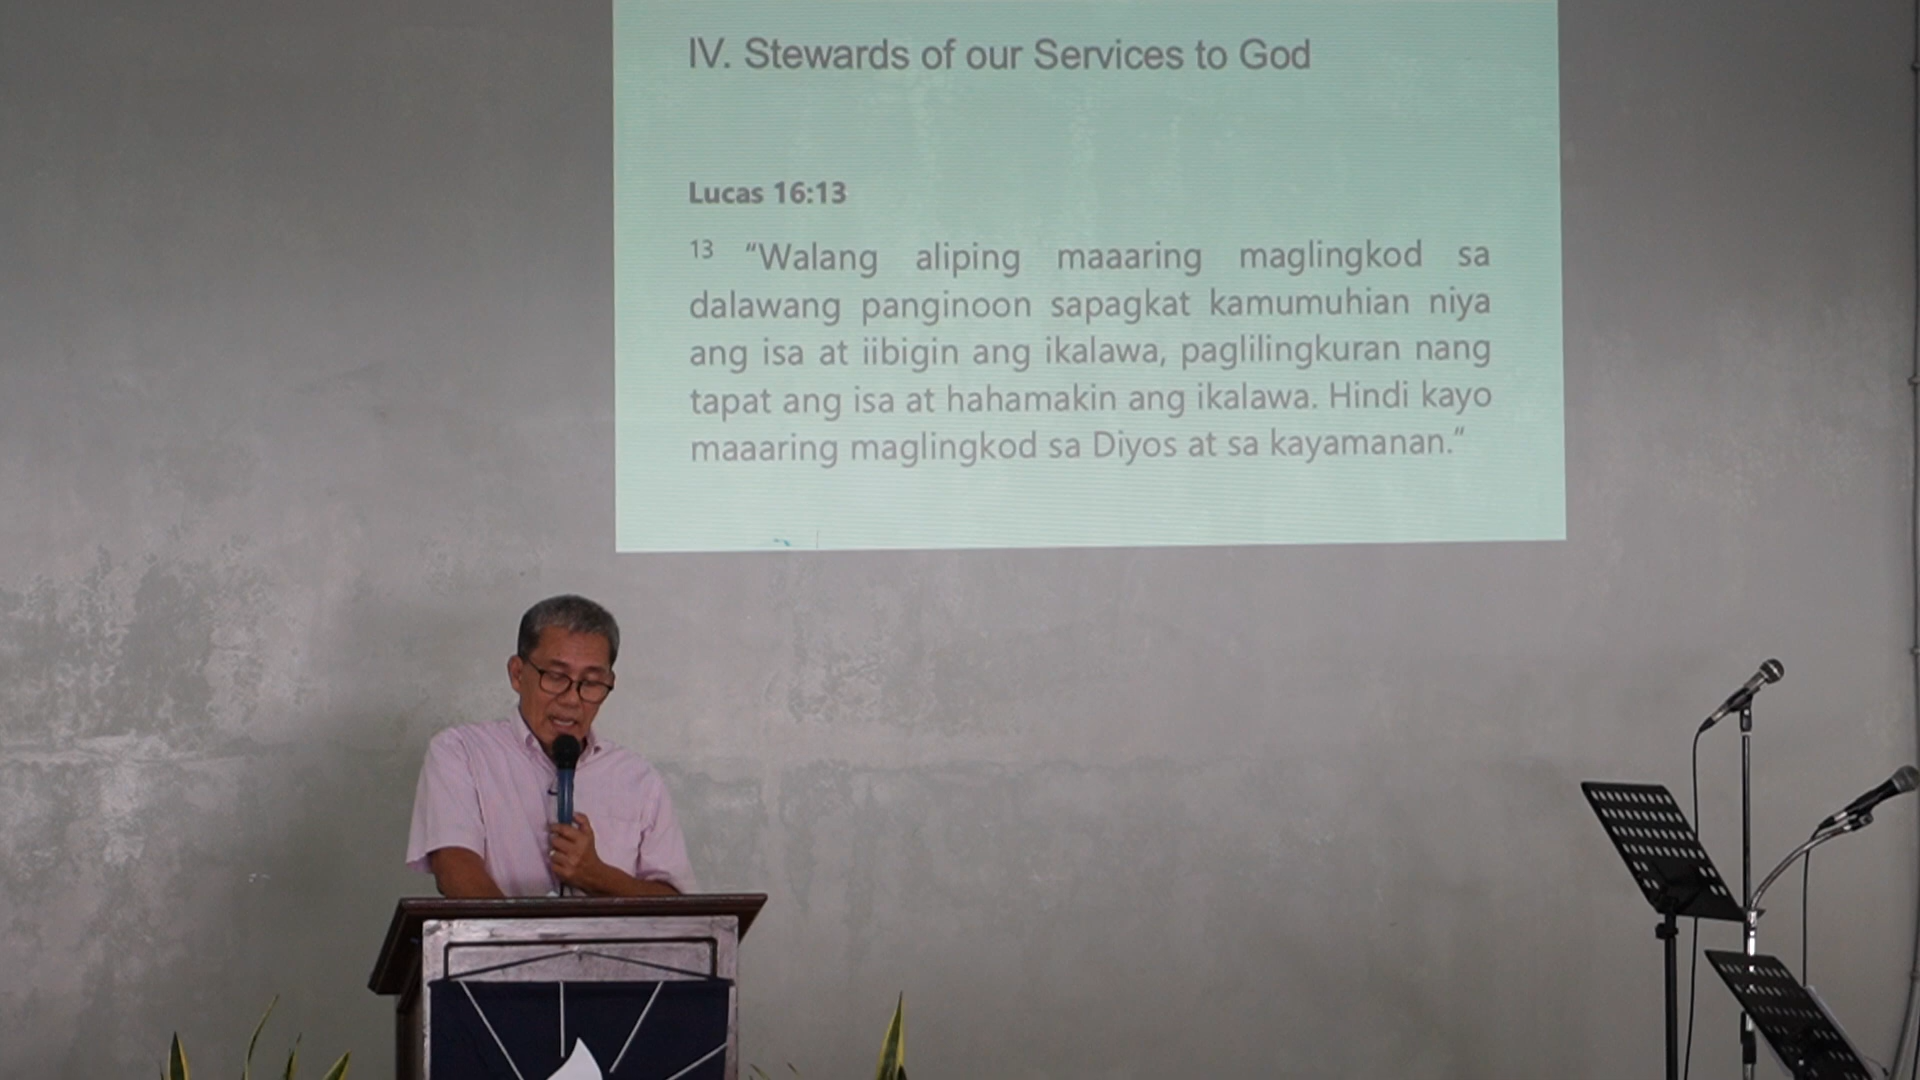 IV. Stewards of our Services to God
Lucas 16:13
13 “Walang aliping maaaring maglingkod sa
dalawang panginoon sapagkat kamumuhian niya
ang isa at iibigin ang ikalawa, paglilingkuran nang
tapat ang isa at hahamakin ang ikalawa. Hindi kayo
maaaring maglingkod sa Diyos at sa kayamanan.“